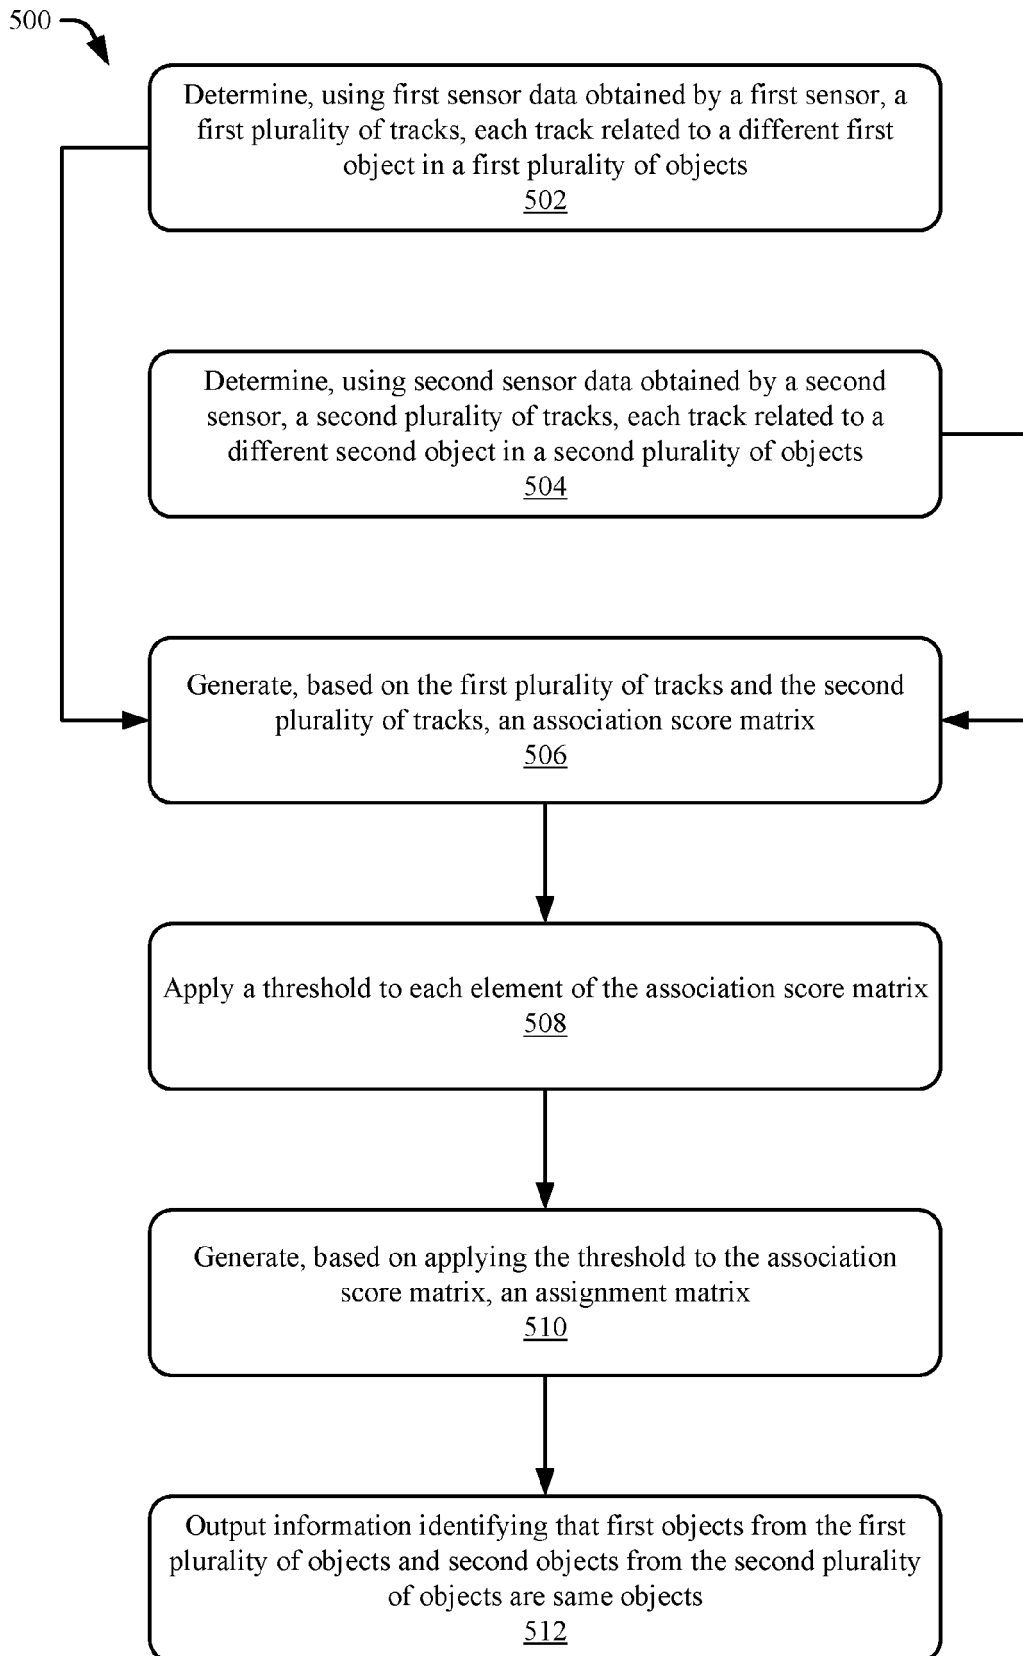 500
Determine, using first sensor data obtained by a first sensor, a
first plurality of tracks, each track related to a different first
object in a first plurality of objects
502
Determine, using second sensor data obtained by a second
sensor, a second plurality of tracks, each track related to a
different second object in a second plurality of objects
504
Generate, based on the first plurality of tracks and the second
plurality of tracks, an association score matrix
506
Apply a threshold to each element of the association score matrix
508
Generate, based on applying the threshold to the association
score matrix, an assignment matrix
510
Output information identifying that first objects from the first
plurality of objects and second objects from the second plurality
of objects are same objects
512